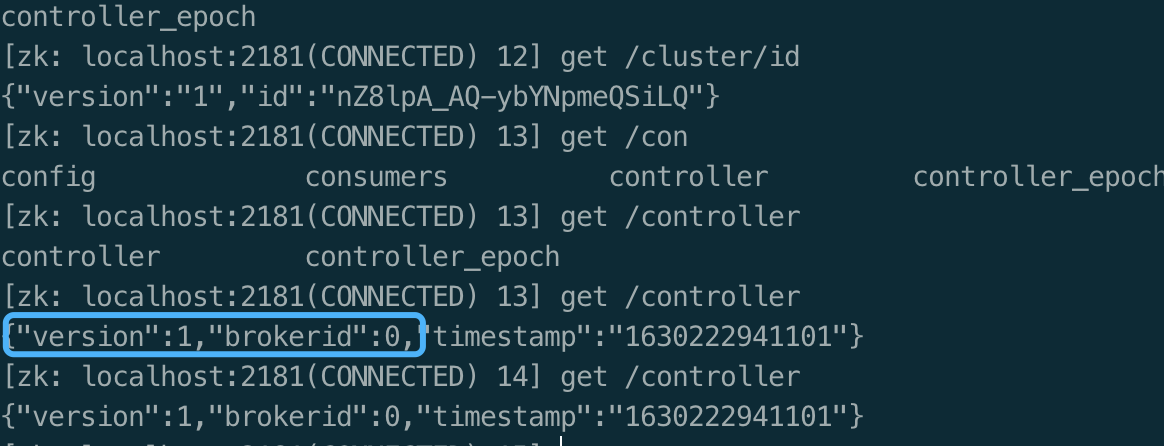 controller_epoch
[zk: localhost:2181(CONNECTED) 12] get /cluster/id
{"version":"1","id":"nZ8lpA_AQ-ybYNpmeQSiLQ"}
[zk: localhost:2181(CONNECTED) 13] get /con
config consumers controller controller_epoch
[zk: localhost:2181(CONNECTED) 13] get /controller
controller controller_epoch
[zk: localhost:2181(CONNECTED) 13] get /controller
{"version":1,"brokerid":0,"timestamp":"1630222941101"}
[zk: localhost:2181(CONNECTED) 14] get /controller
{"version":1,"brokerid":0,"timestamp":"1630222941101"}